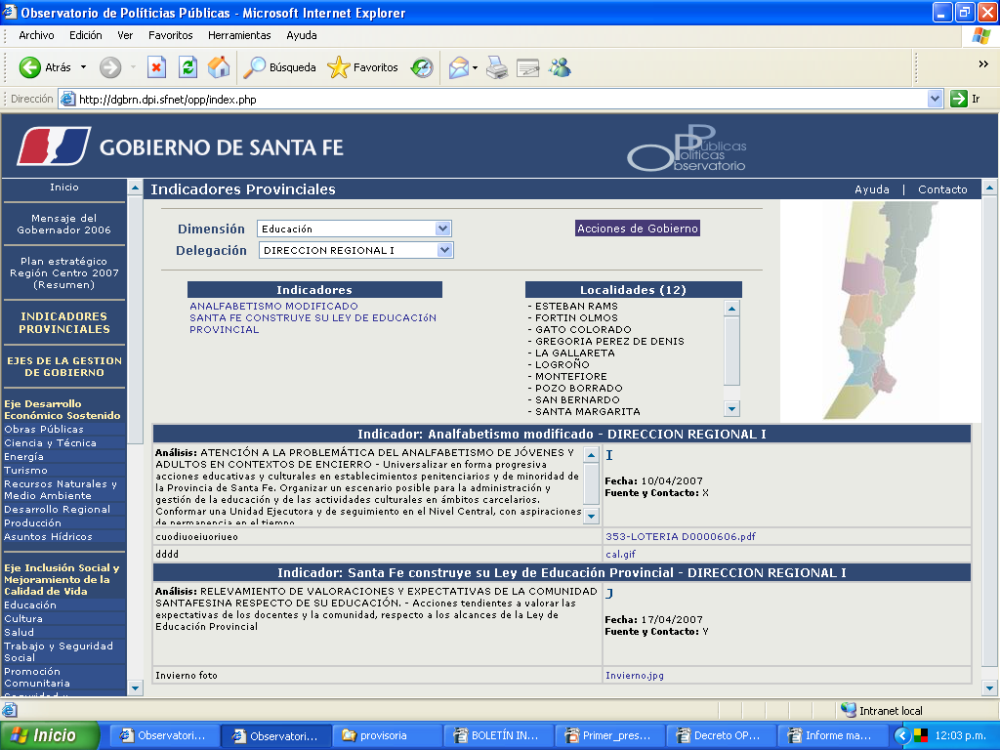 Observatorio de Políticias Públicas - Microsoft Internet Explorer
Archivo Edición Ver Favoritos Herramientas Ayuda
Atrás Búsqueda Favoritos
Dirección http://dgbrn.dpi.sfnet/opp/index.php Ir
GOBIERNO DE SANTA FE
OPP
Públicas
Políticas
Observatorio
Inicio
Mensaje del
Gobernador 2006
Plan estratégico
Región Centro 2007
(Resumen)
INDICADORES
PROVINCIALES
EJES DE LA GESTION
DE GOBIERNO
Eje Desarrollo
Económico Sostenido
Obras Públicas
Ciencia y Técnica
Energía
Turismo
Recursos Naturales y
Medio Ambiente
Desarrollo Regional
Producción
Asuntos Hídricos
Eje Inclusión Social y
Mejoramiento de la
Calidad de Vida
Educación
Cultura
Salud
Trabajo y Seguridad
Social
Promoción
Comunitaria
Indicadores Provinciales
Ayuda | Contacto
Dimensión Educación
Acciones de Gobierno
Delegación DIRECCION REGIONAL I
Indicadores
ANALFABETISMO MODIFICADO
SANTA FE CONSTRUYE SU LEY DE EDUCACIóN
PROVINCIAL
Localidades (12)
- ESTEBAN RAMS
- FORTIN OLMOS
- GATO COLORADO
- GREGORIA PEREZ DE DENIS
- LA GALLARETA
- LOGROÑO
- MONTEFIORE
- POZO BORRADO
- SAN BERNARDO
- SANTA MARGARITA
Indicador: Analfabetismo modificado - DIRECCION REGIONAL I
Análisis: ATENCIÓN A LA PROBLEMÁTICA DEL ANALFABETISMO DE JÓVENES Y
ADULTOS EN CONTEXTOS DE ENCIERRO - Universalizar en forma progresiva
acciones educativas y culturales en establecimientos penitenciarios y de minoridad de
la Provincia de Santa Fe. Organizar un escenario posible para la administración y
gestión de la educación y de las actividades culturales en ámbitos carcelarios.
Conformar una Unidad Ejecutora y de seguimiento en el Nivel Central, con aspiraciones
de permanencia en el tiempo
I
Fecha: 10/04/2007
Fuente y Contacto: X
cuodiuoeiuoriueo
353-LOTERIA D0000606.pdf
dddd
cal.gif
Indicador: Santa Fe construye su Ley de Educación Provincial - DIRECCION REGIONAL I
Análisis: RELEVAMIENTO DE VALORACIONES Y EXPECTATIVAS DE LA COMUNIDAD
SANTAFESINA RESPECTO DE SU EDUCACIÓN. - Acciones tendientes a valorar las
expectativas de los docentes y la comunidad, respecto a los alcances de la Ley de
Educación Provincial
J
Fecha: 17/04/2007
Fuente y Contacto: Y
Invierno foto
Invierno.jpg
Intranet local
Inicio
Observatori...
Observatori...
provisoria
BOLETÍN IN...
Primer_pres...
Decreto OP...
Informe ma...
12:03 p.m.